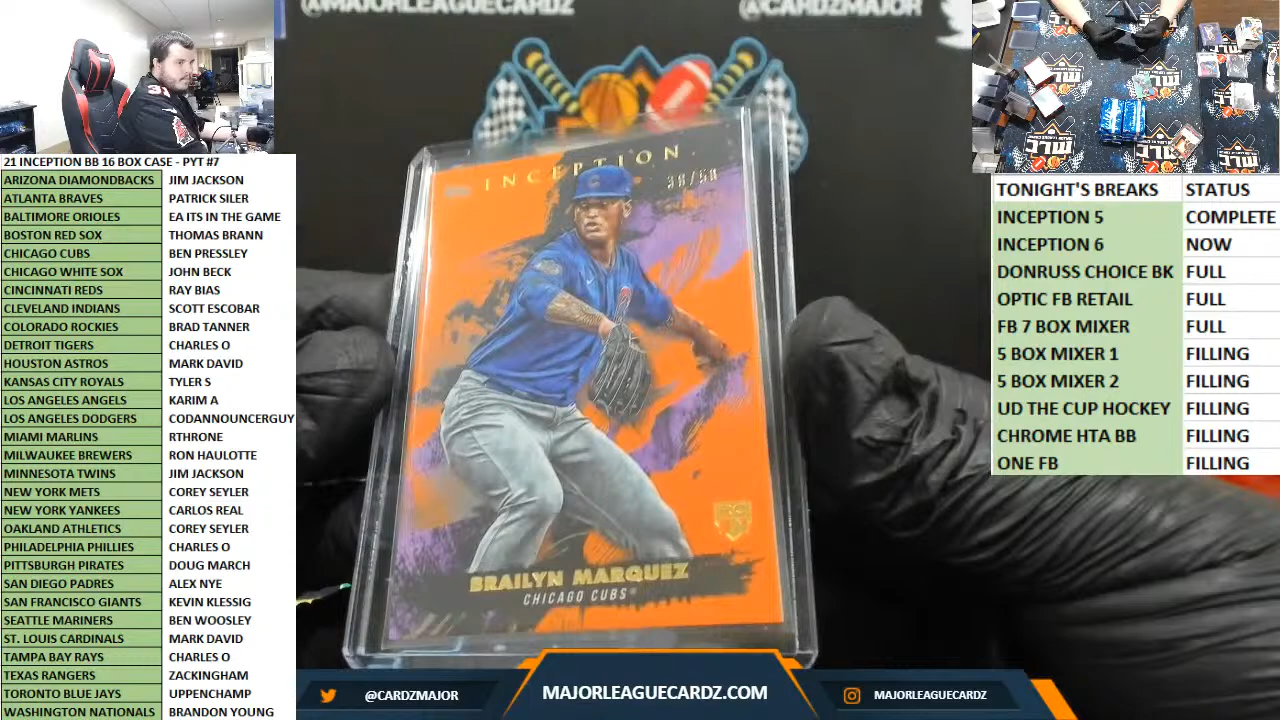 @MAJORLEAGUECARDZ
@CARDZMAJOR
21 INCEPTION BB 16 BOX CASE - PYT #7
ARIZONA DIAMONDBACKS JIM JACKSON
ATLANTA BRAVES PATRICK SILER
BALTIMORE ORIOLES EA ITS IN THE GAME
BOSTON RED SOX THOMAS BRANN
CHICAGO CUBS BEN PRESSLEY
CHICAGO WHITE SOX JOHN BECK
CINCINNATI REDS RAY BIAS
CLEVELAND INDIANS SCOTT ESCOBAR
COLORADO ROCKIES BRAD TANNER
DETROIT TIGERS CHARLES O
HOUSTON ASTROS MARK DAVID
KANSAS CITY ROYALS TYLER S
LOS ANGELES ANGELS KARIM A
LOS ANGELES DODGERS CODANNOUNCERGUY
MIAMI MARLINS RTHRONE
MILWAUKEE BREWERS RON HAULOTTE
MINNESOTA TWINS JIM JACKSON
NEW YORK METS COREY SEYLER
NEW YORK YANKEES CARLOS REAL
OAKLAND ATHLETICS COREY SEYLER
PHILADELPHIA PHILLIES CHARLES O
PITTSBURGH PIRATES DOUG MARCH
SAN DIEGO PADRES ALEX NYE
SAN FRANCISCO GIANTS KEVIN KLESSIG
SEATTLE MARINERS BEN WOOSLEY
ST. LOUIS CARDINALS MARK DAVID
TAMPA BAY RAYS CHARLES O
TEXAS RANGERS ZACKINGHAM
TORONTO BLUE JAYS UPPENCHAMP
WASHINGTON NATIONALS BRANDON YOUNG
INCEPTION
BRAILYN MARQUEZ
CHICAGO CUBS®
TONIGHT'S BREAKS STATUS
INCEPTION 5 COMPLETE
INCEPTION 6 NOW
DONRUSS CHOICE BK FULL
OPTIC FB RETAIL FULL
FB 7 BOX MIXER FULL
5 BOX MIXER 1 FILLING
5 BOX MIXER 2 FILLING
UD THE CUP HOCKEY FILLING
CHROME HTA BB FILLING
ONE FB FILLING
@CARDZMAJOR
MAJORLEAGUECARDZ.COM
MAJORLEAGUECARDZ